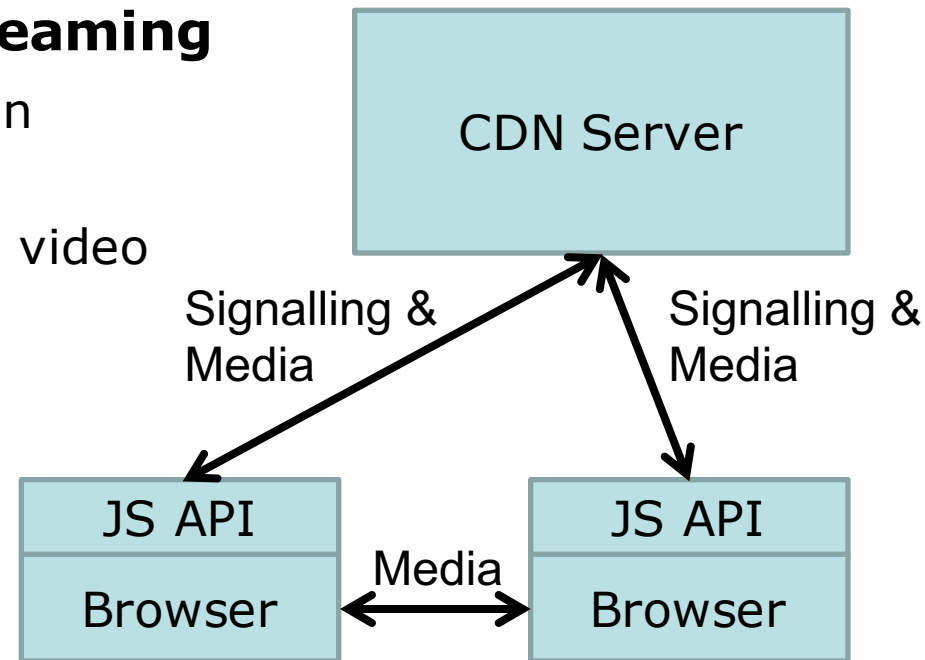 eaming
n
video
CDN Server
Signalling &
Media
Signalling &
Media
JS API
JS API
Media
Browser
Browser